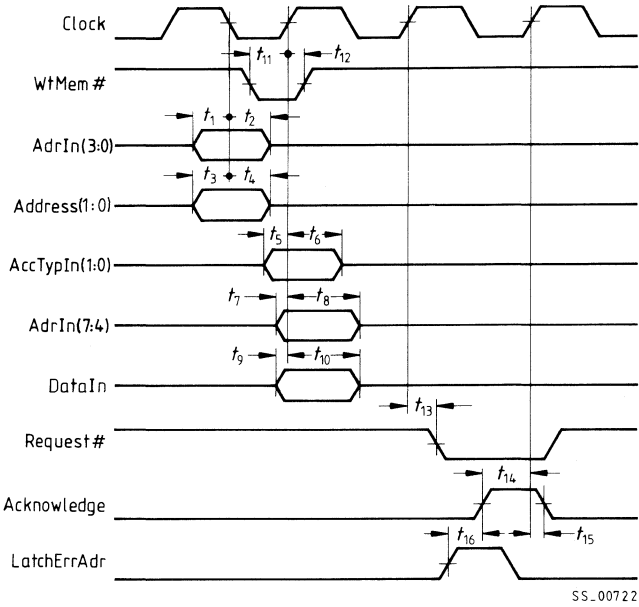 Clock
t11 t12
WtMem #
t1 t2
AdrIn(3:0)
t3 t4
Address(1:0)
t5 t6
AccTypIn(1:0)
t7 t8
AdrIn(7:4)
t9 t10
DataIn
t13
Request#
t14
Acknowledge
t16 t15
LatchErrAdr
SS_00722